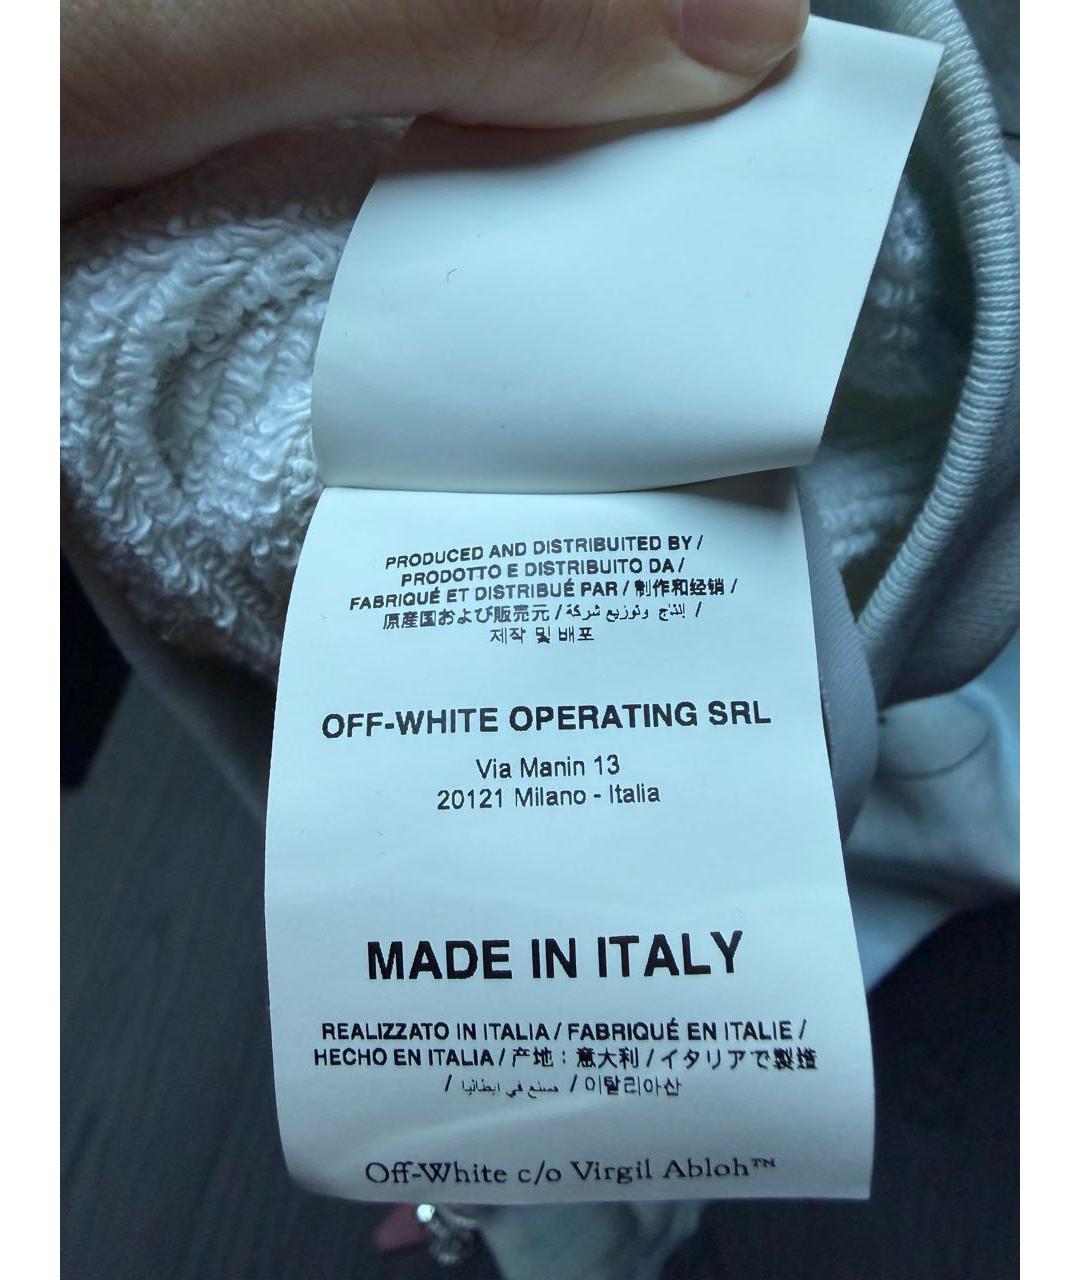 PRODUCED AND DISTRIBUITED BY /
PRODOTTO E DISTRIBUITO DA /
FABRIQUÉ ET DISTRIBUÉ PAR / 制作和经销 /
原産国および販売元 / إنتاج وتوزيع شركة /
제작 및 배포
OFF-WHITE OPERATING SRL
Via Manin 13
20121 Milano - Italia
MADE IN ITALY
REALIZZATO IN ITALIA / FABRIQUÉ EN ITALIE /
HECHO EN ITALIA / 产地 : 意大利 / イタリアで製造
/ صنع في ايطاليا / 이탈리아산
Off-White c/o Virgil Abloh™